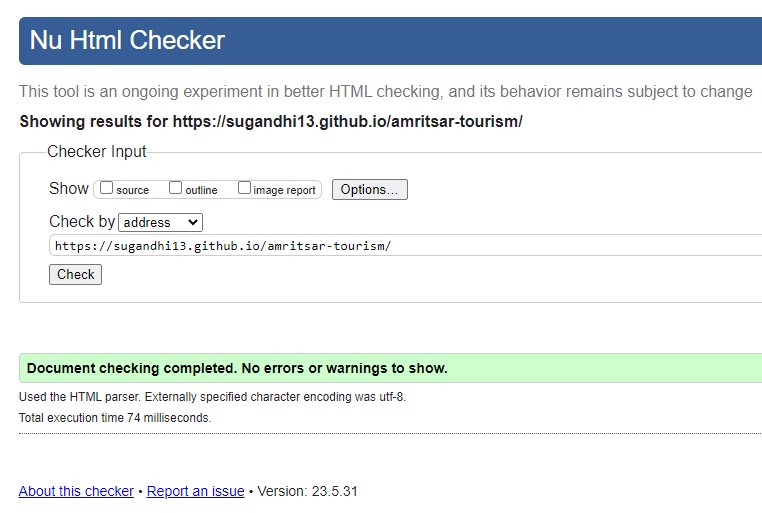 Nu Html Checker
This tool is an ongoing experiment in better HTML checking, and its behavior remains subject to change
Showing results for https://sugandhi13.github.io/amritsar-tourism/
Checker Input
Show source outline image report Options...
Check by address
https://sugandhi13.github.io/amritsar-tourism/
Check
Document checking completed. No errors or warnings to show.
Used the HTML parser. Externally specified character encoding was utf-8.
Total execution time 74 milliseconds.
About this checker • Report an issue • Version: 23.5.31